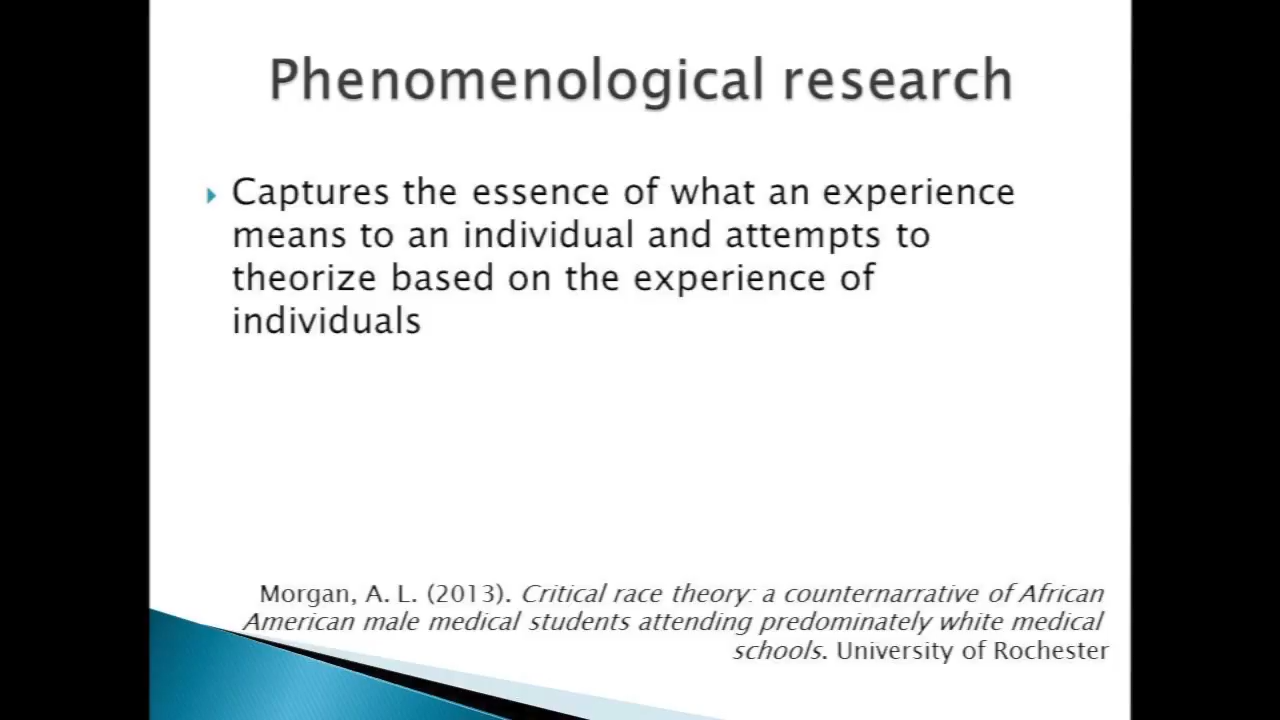 Phenomenological research
Captures the essence of what an experience
means to an individual and attempts to
theorize based on the experience of
individuals
Morgan, A. L. (2013). Critical race theory: a counternarrative of African
American male medical students attending predominately white medical
schools. University of Rochester